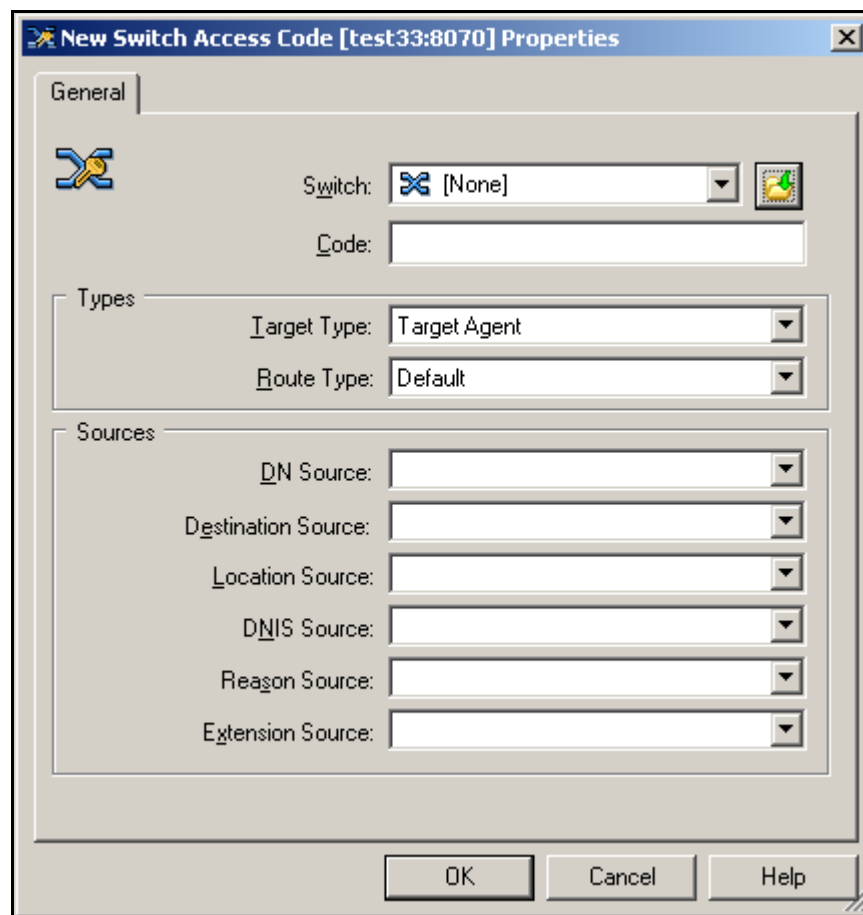 New Switch Access Code [test33:8070] Properties
General
Switch: [None]
Code:
Types
Target Type: Target Agent
Route Type: Default
Sources
DN Source:
Destination Source:
Location Source:
DNIS Source:
Reason Source:
Extension Source:
OK Cancel Help